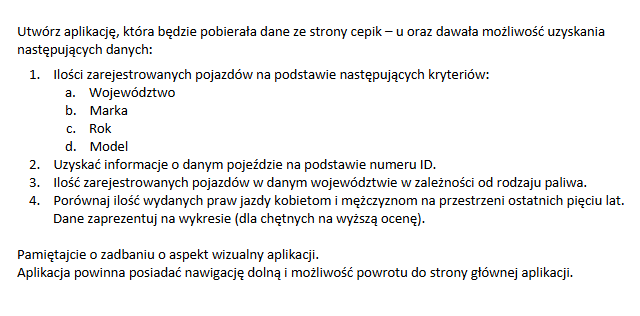 Utwórz aplikację, która będzie pobierała dane ze strony cepik – u oraz dawała możliwość uzyskania
następujących danych:
1. Ilości zarejestrowanych pojazdów na podstawie następujących kryteriów:
a. Województwo
b. Marka
c. Rok
d. Model
2. Uzyskać informacje o danym pojeździe na podstawie numeru ID.
3. Ilość zarejestrowanych pojazdów w danym województwie w zależności od rodzaju paliwa.
4. Porównaj ilość wydanych praw jazdy kobietom i mężczyznom na przestrzeni ostatnich pięciu lat.
Dane zaprezentuj na wykresie (dla chętnych na wyższą ocenę).
Pamiętajcie o zadbaniu o aspekt wizualny aplikacji.
Aplikacja powinna posiadać nawigację dolną i możliwość powrotu do strony głównej aplikacji.